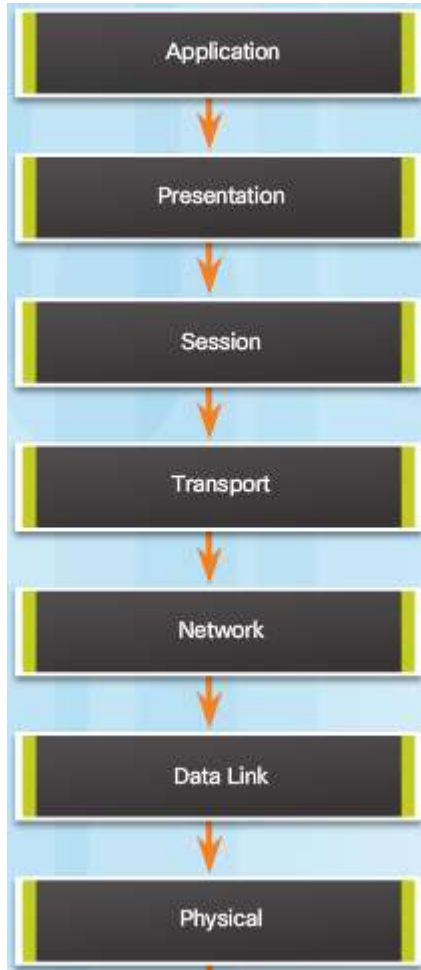 Application
Presentation
Session
Transport
Network
Data Link
Physical